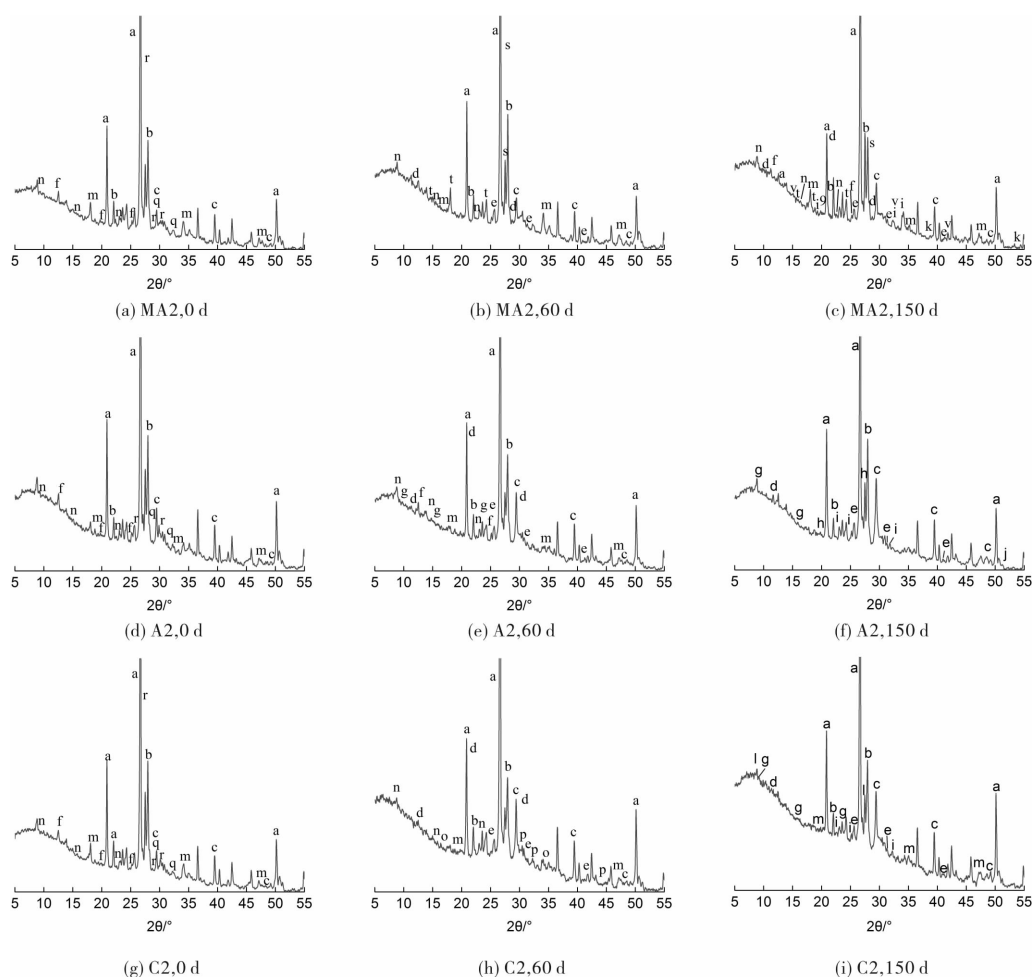 a
r
a
b
n
f
m
b
c
q
m
c
a
f
n
f
r
r
q
m
c
5 10 15 20 25 30 35 40 45 50 55
2θ/°
(a) MA2,0 d
a
s
a
b
n
d
n
t
t
s
c
m
c
a
t
n
m
b
n
e
d
e
e
m
c
5 10 15 20 25 30 35 40 45 50 55
2θ/°
(b) MA2,60 d
a
a
d
b
s
n
d
f
a
v
t
n
m
t
b
n
t
f
e
c
d
v
i
e
i
m
k
c
e
v
m
c
a
k
5 10 15 20 25 30 35 40 45 50 55
2θ/°
(c) MA2,150 d
a
a
b
n
f
n
m
f
b
n
f
r
c
q
r
q
m
c
m
c
a
5 10 15 20 25 30 35 40 45 50 55
2θ/°
(d) A2,0 d
a
a
d
b
n
g
d
f
n
g
m
b
n
g
f
e
c
d
e
m
c
e
m
c
a
5 10 15 20 25 30 35 40 45 50 55
2θ/°
(e) A2,60 d
a
a
b
g
d
g
h
b
i
i
e
h
c
e
i
c
e
c
a
j
5 10 15 20 25 30 35 40 45 50 55
2θ/°
(f) A2,150 d
a
r
a
b
n
f
n
m
f
a
n
f
c
q
r
r
q
m
c
m
c
a
5 10 15 20 25 30 35 40 45 50 55
2θ/°
(g) C2,0 d
a
a
d
b
n
d
n
o
m
b
n
e
c
d
p
e
p
o
c
e
p
m
c
a
5 10 15 20 25 30 35 40 45 50 55
2θ/°
(h) C2,60 d
a
a
b
l g
d
g
m
b
i
g
e
l
c
e
i
m
c
e
m
c
a
5 10 15 20 25 30 35 40 45 50 55
2θ/°
(i) C2,150 d